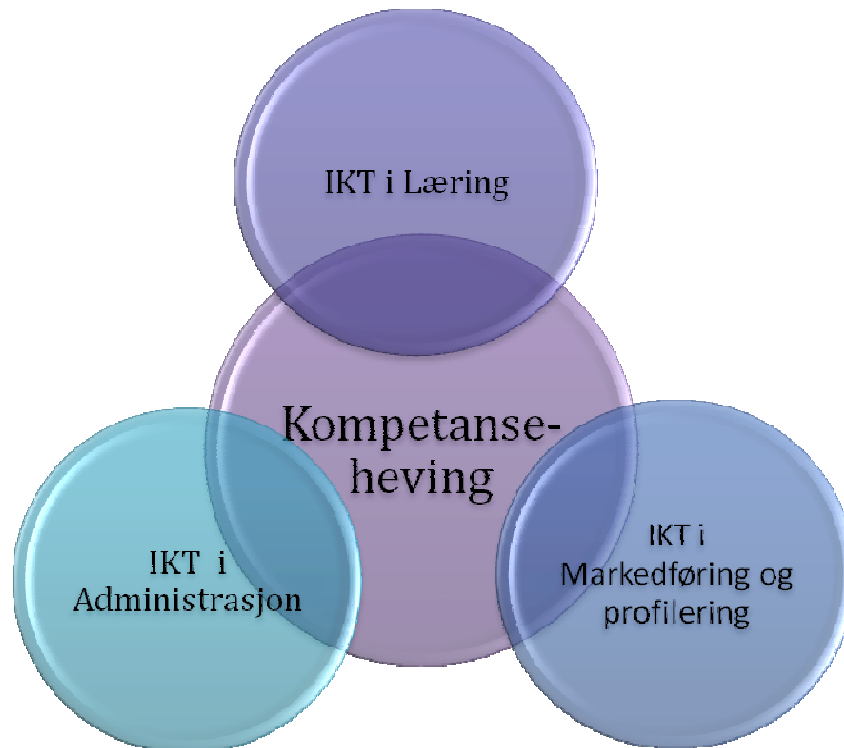 IKT i Læring
Kompetanse-
heving
IKT i
Administrasjon
IKT i
Markedføring og
profilering